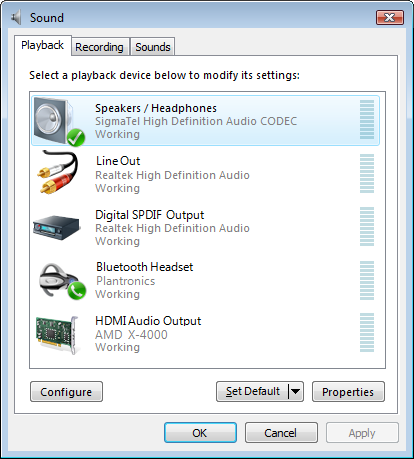 Sound
Playback Recording Sounds
Select a playback device below to modify its settings:
Speakers / Headphones
SigmaTel High Definition Audio CODEC
Working
Line Out
Realtek High Definition Audio
Working
Digital SPDIF Output
Realtek High Definition Audio
Working
Bluetooth Headset
Plantronics
Working
HDMI Audio Output
AMD X-4000
Working
Configure Set Default Properties
OK Cancel Apply